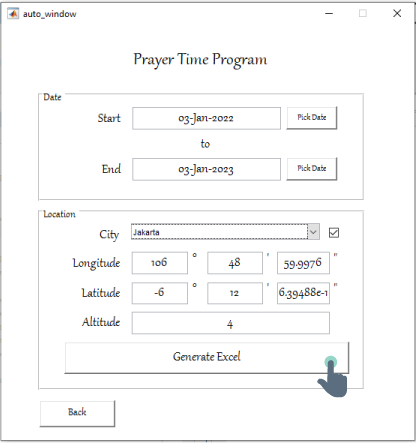 auto_window
Prayer Time Program
Date
Start 03-Jan-2022 Pick Date
to
End 03-Jan-2023 Pick Date
Location
City Jakarta
Longitude 106 ° 48 ' 59.9976 "
Latitude -6 ° 12 ' 6.39488e-1 "
Altitude 4
Generate Excel
Back